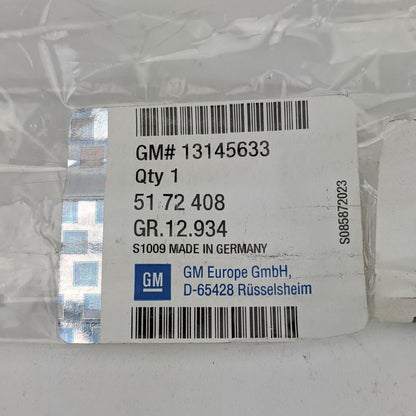 GM# 13145633
Qty 1
51 72 408
GR.12.934
S1009 MADE IN GERMANY
GM
GM Europe GmbH,
D-65428 Rüsselsheim
S085872023